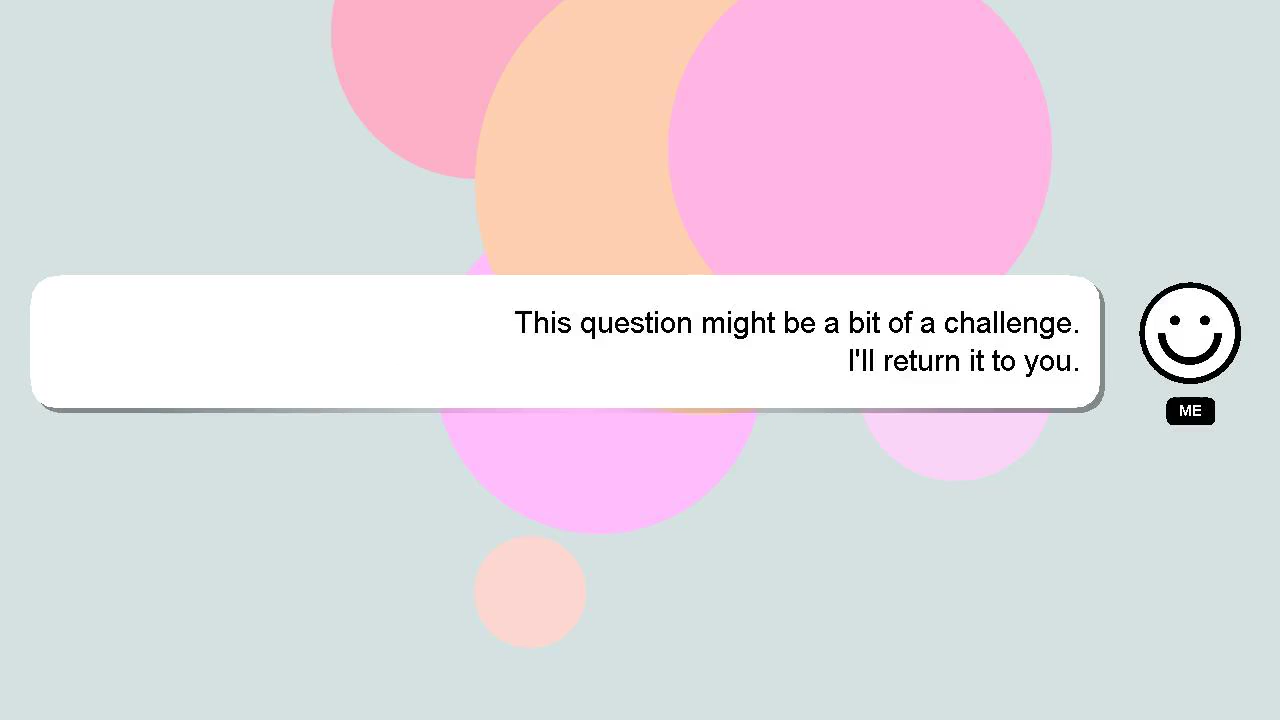 This question might be a bit of a challenge.
I'll return it to you.
ME